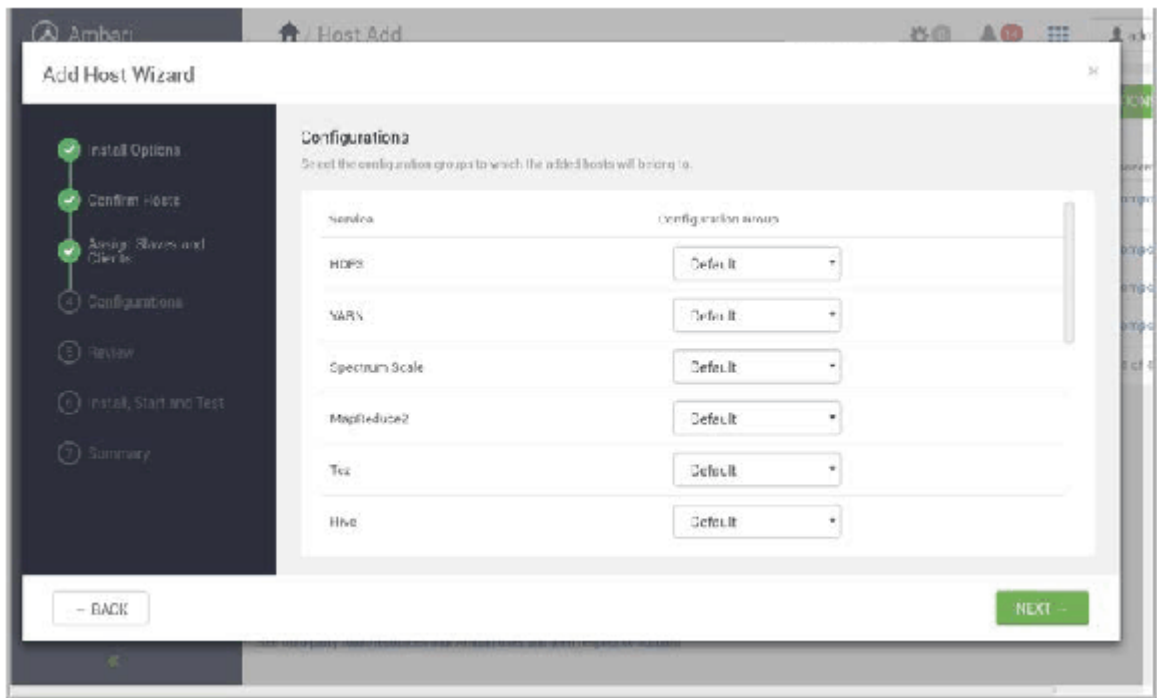 Ambari
/ Host Add
Add Host Wizard
Install Options
Confirm Hosts
Assign Slaves and
Clients
4 Configurations
5 Review
6 Install, Start and Test
7 Summary
Configurations
Select the configuration groups to which the added hosts will belong to.
Service Configuration Group
HDFS Default
YARN Default
Spectrum Scale Default
MapReduce2 Default
Tez Default
Hive Default
← BACK
NEXT →